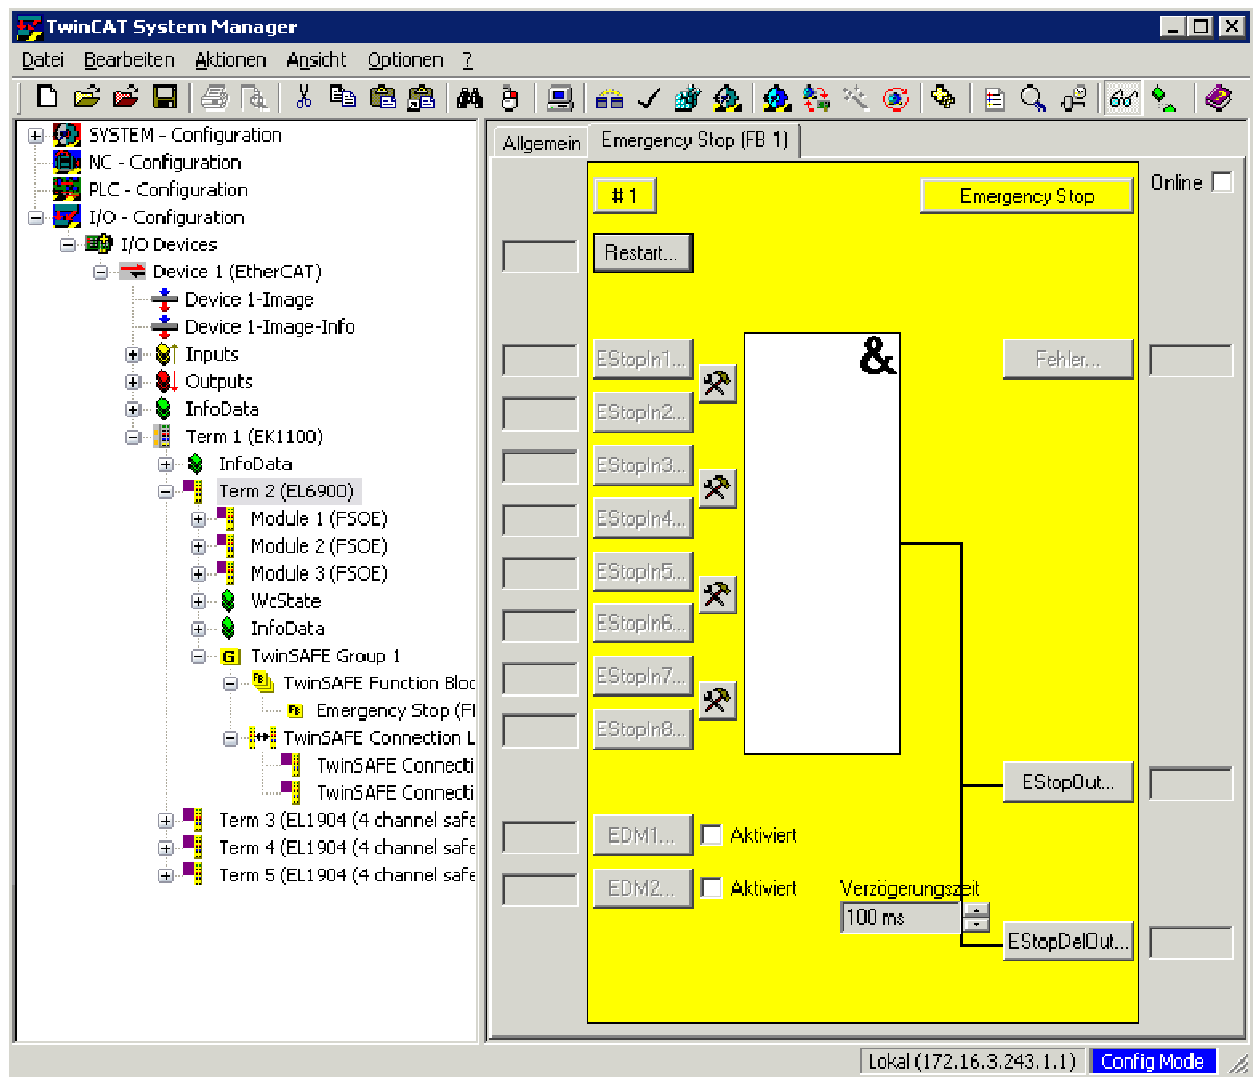 TwinCAT System Manager
Datei Bearbeiten Aktionen Ansicht Optionen ?
SYSTEM - Configuration
NC - Configuration
PLC - Configuration
I/O - Configuration
I/O Devices
Device 1 (EtherCAT)
Device 1-Image
Device 1-Image-Info
Inputs
Outputs
InfoData
Term 1 (EK1100)
InfoData
Term 2 (EL6900)
Module 1 (FSOE)
Module 2 (FSOE)
Module 3 (FSOE)
WcState
InfoData
TwinSAFE Group 1
TwinSAFE Function Bloc
Emergency Stop (F
TwinSAFE Connection L
TwinSAFE Connecti
TwinSAFE Connecti
Term 3 (EL1904 (4 channel safe
Term 4 (EL1904 (4 channel safe
Term 5 (EL1904 (4 channel safe
Allgemein Emergency Stop (FB 1)
# 1 Emergency Stop Online
Restart...
&
EStopIn1... Fehler...
EStopIn2...
EStopIn3...
EStopIn4...
EStopIn5...
EStopIn6...
EStopIn7...
EStopIn8...
EStopOut...
EDM1... Aktiviert
EDM2... Aktiviert Verzögerungszeit
100 ms
EStopDelOut...
Lokal (172.16.3.243.1.1) Config Mode